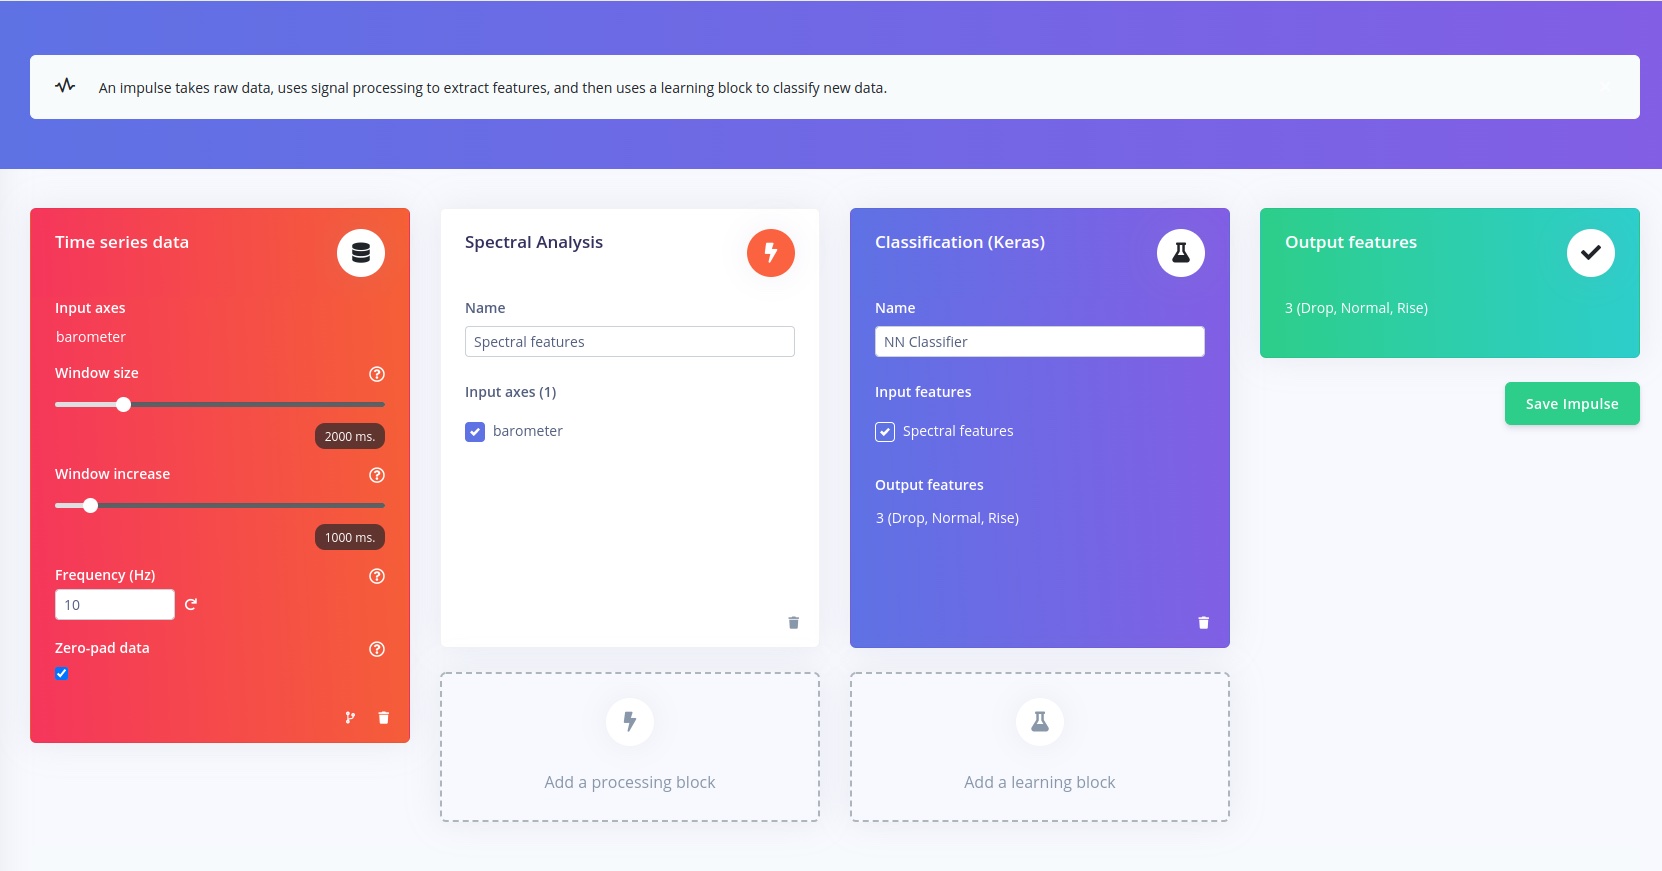 An impulse takes raw data, uses signal processing to extract features, and then uses a learning block to classify new data.
Time series data
Input axes
barometer
Window size
2000 ms.
Window increase
1000 ms.
Frequency (Hz)
10
Zero-pad data
Spectral Analysis
Name
Spectral features
Input axes (1)
barometer
Add a processing block
Classification (Keras)
Name
NN Classifier
Input features
Spectral features
Output features
3 (Drop, Normal, Rise)
Add a learning block
Output features
3 (Drop, Normal, Rise)
Save Impulse